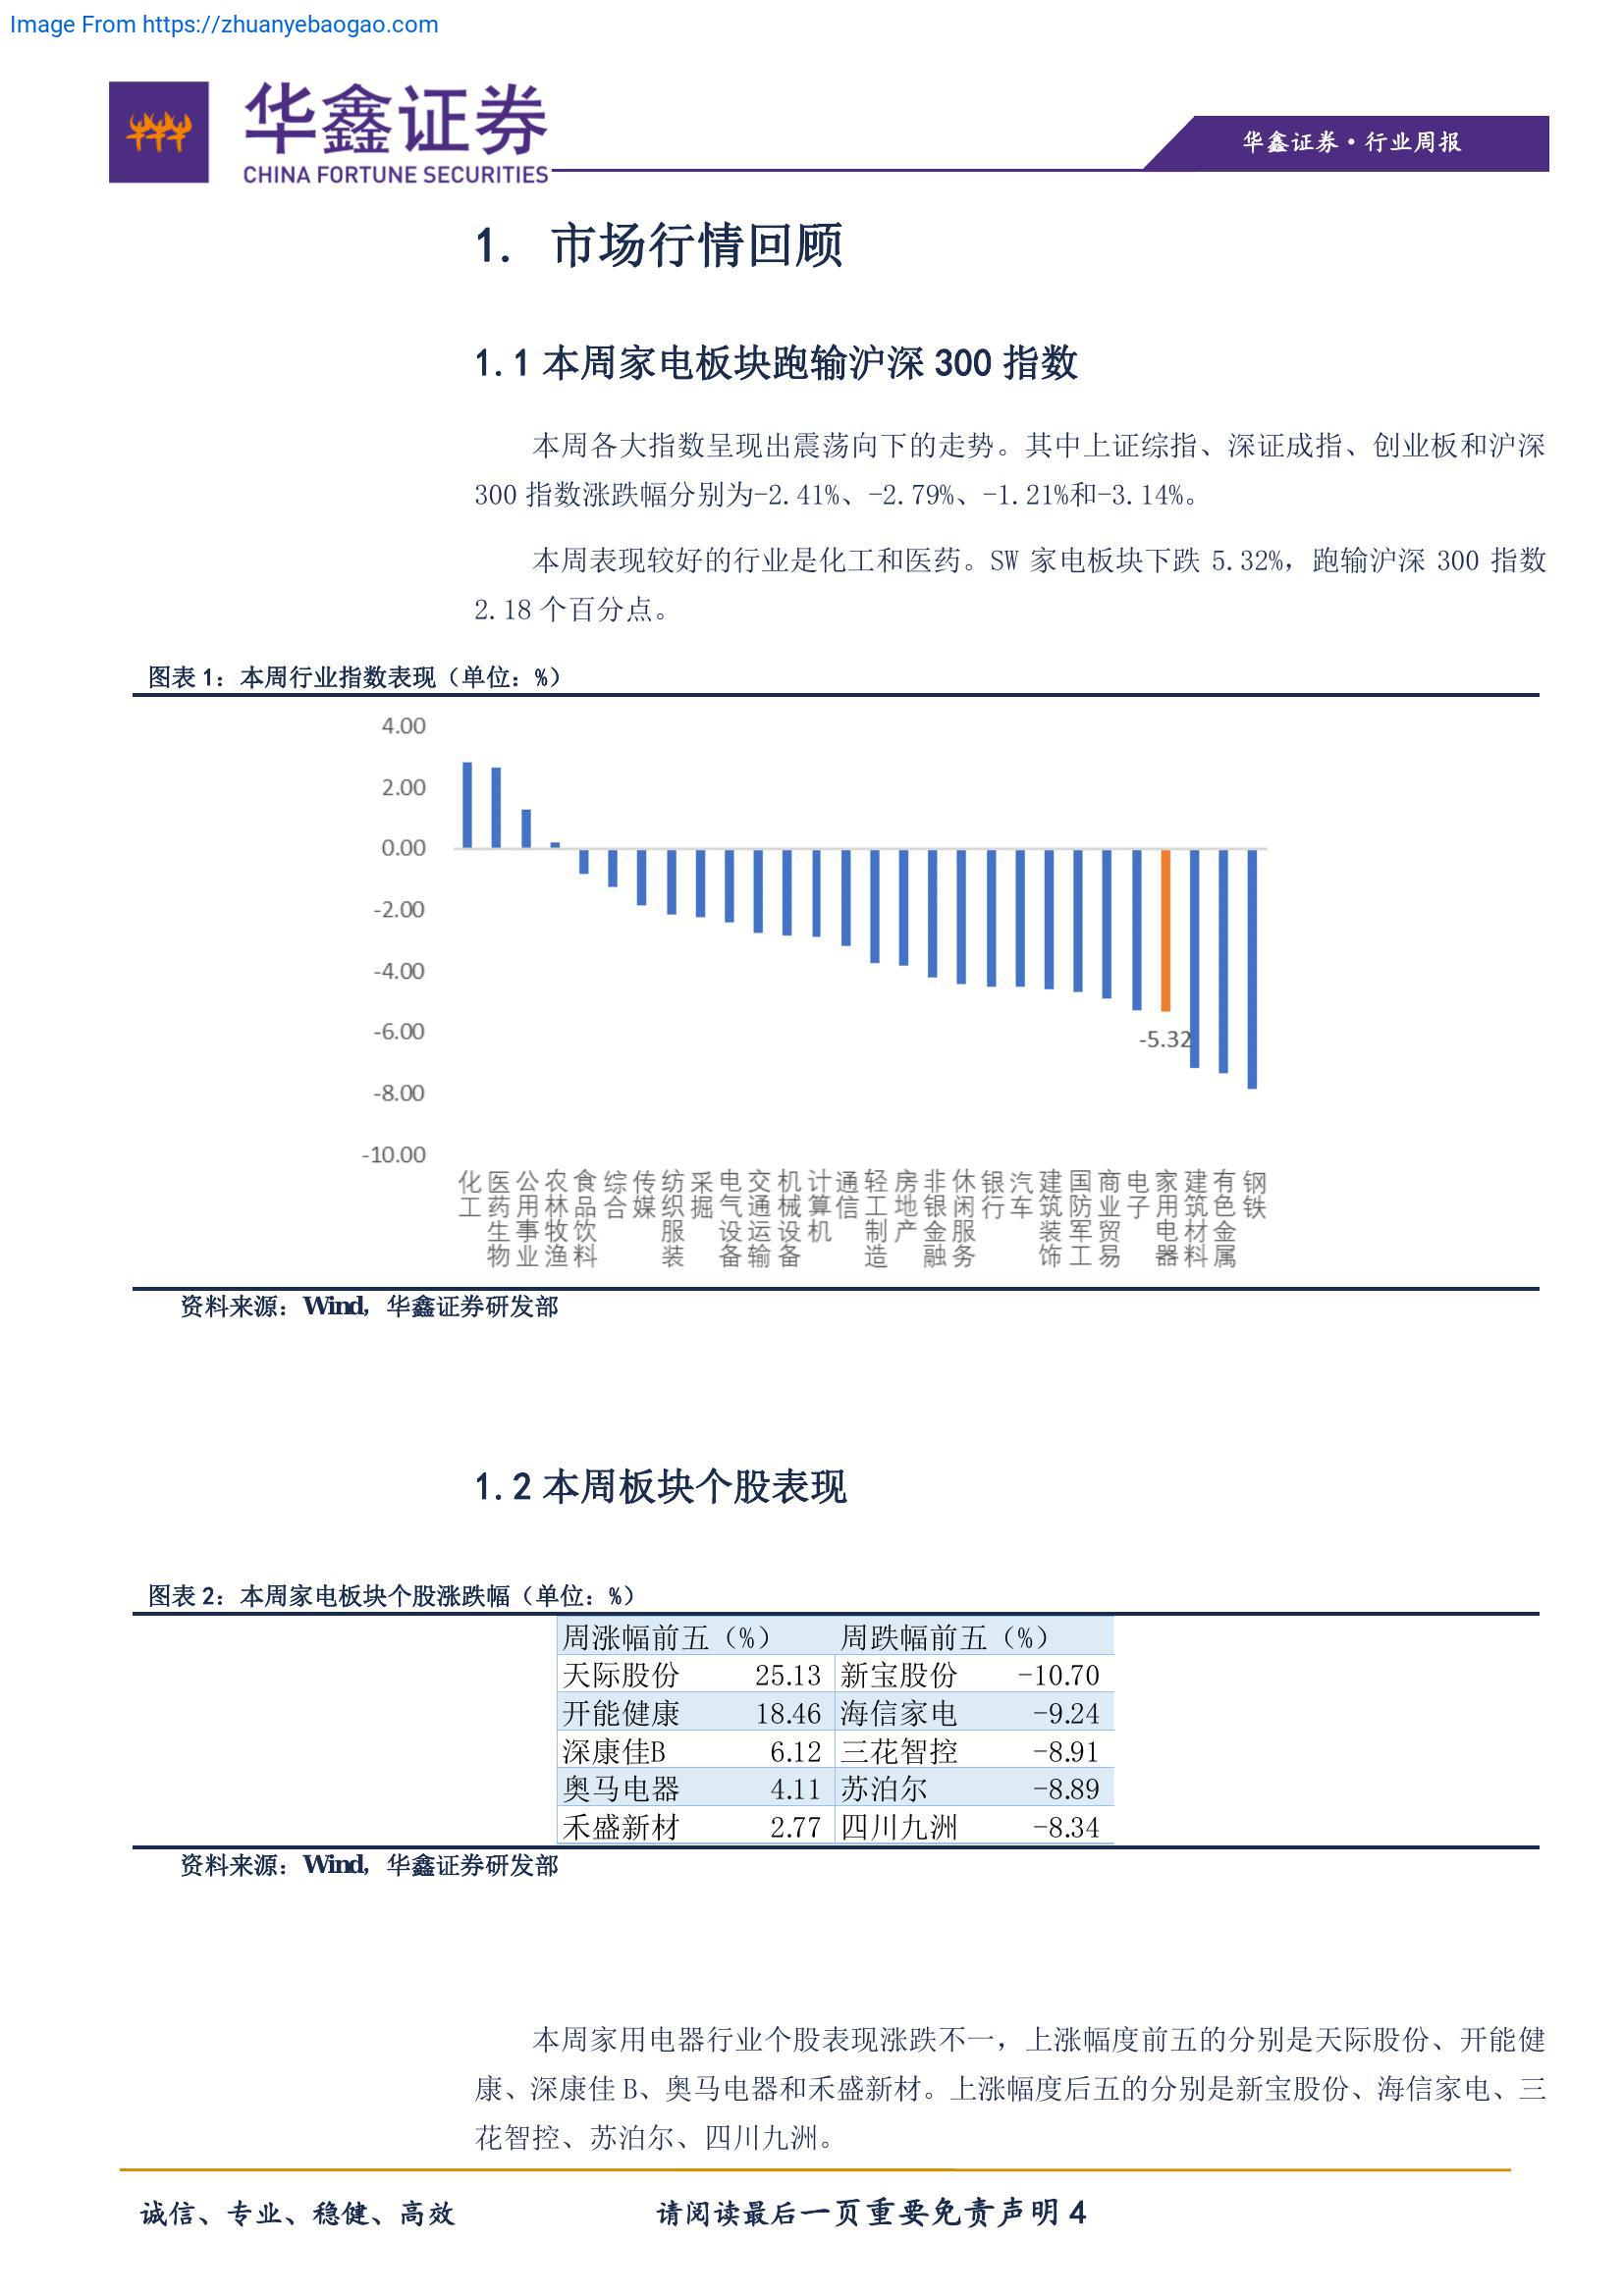 Image From https://zhuanyebaogao.com
华鑫证券
CHINA FORTUNE SECURITIES
华鑫证券·行业周报
1. 市场行情回顾
1.1 本周家电板块跑输沪深 300 指数
本周各大指数呈现出震荡向下的走势。其中上证综指、深证成指、创业板和沪深
300 指数涨跌幅分别为-2.41%、-2.79%、-1.21%和-3.14%。
本周表现较好的行业是化工和医药。SW 家电板块下跌 5.32%，跑输沪深 300 指数
2.18 个百分点。
图表 1：本周行业指数表现（单位：%）
4.00
2.00
0.00
-2.00
-4.00
-6.00
-8.00
-10.00
-5.32
化工
医药生物
公用事业
农林牧渔
食品饮料
综合
传媒
纺织服装
采掘
电气设备
交通运输
机械设备
计算机
通信
轻工制造
房地产
非银金融
休闲服务
银行
汽车
建筑装饰
国防军工
商业贸易
电子
家用电器
建筑材料
有色金属
钢铁
资料来源：Wind，华鑫证券研发部
1.2 本周板块个股表现
图表 2：本周家电板块个股涨跌幅（单位：%）
周涨幅前五（%） 周跌幅前五（%）
天际股份 25.13 新宝股份 -10.70
开能健康 18.46 海信家电 -9.24
深康佳B 6.12 三花智控 -8.91
奥马电器 4.11 苏泊尔 -8.89
禾盛新材 2.77 四川九洲 -8.34
资料来源：Wind，华鑫证券研发部
本周家用电器行业个股表现涨跌不一，上涨幅度前五的分别是天际股份、开能健
康、深康佳 B、奥马电器和禾盛新材。上涨幅度后五的分别是新宝股份、海信家电、三
花智控、苏泊尔、四川九洲。
诚信、专业、稳健、高效 请阅读最后一页重要免责声明 4